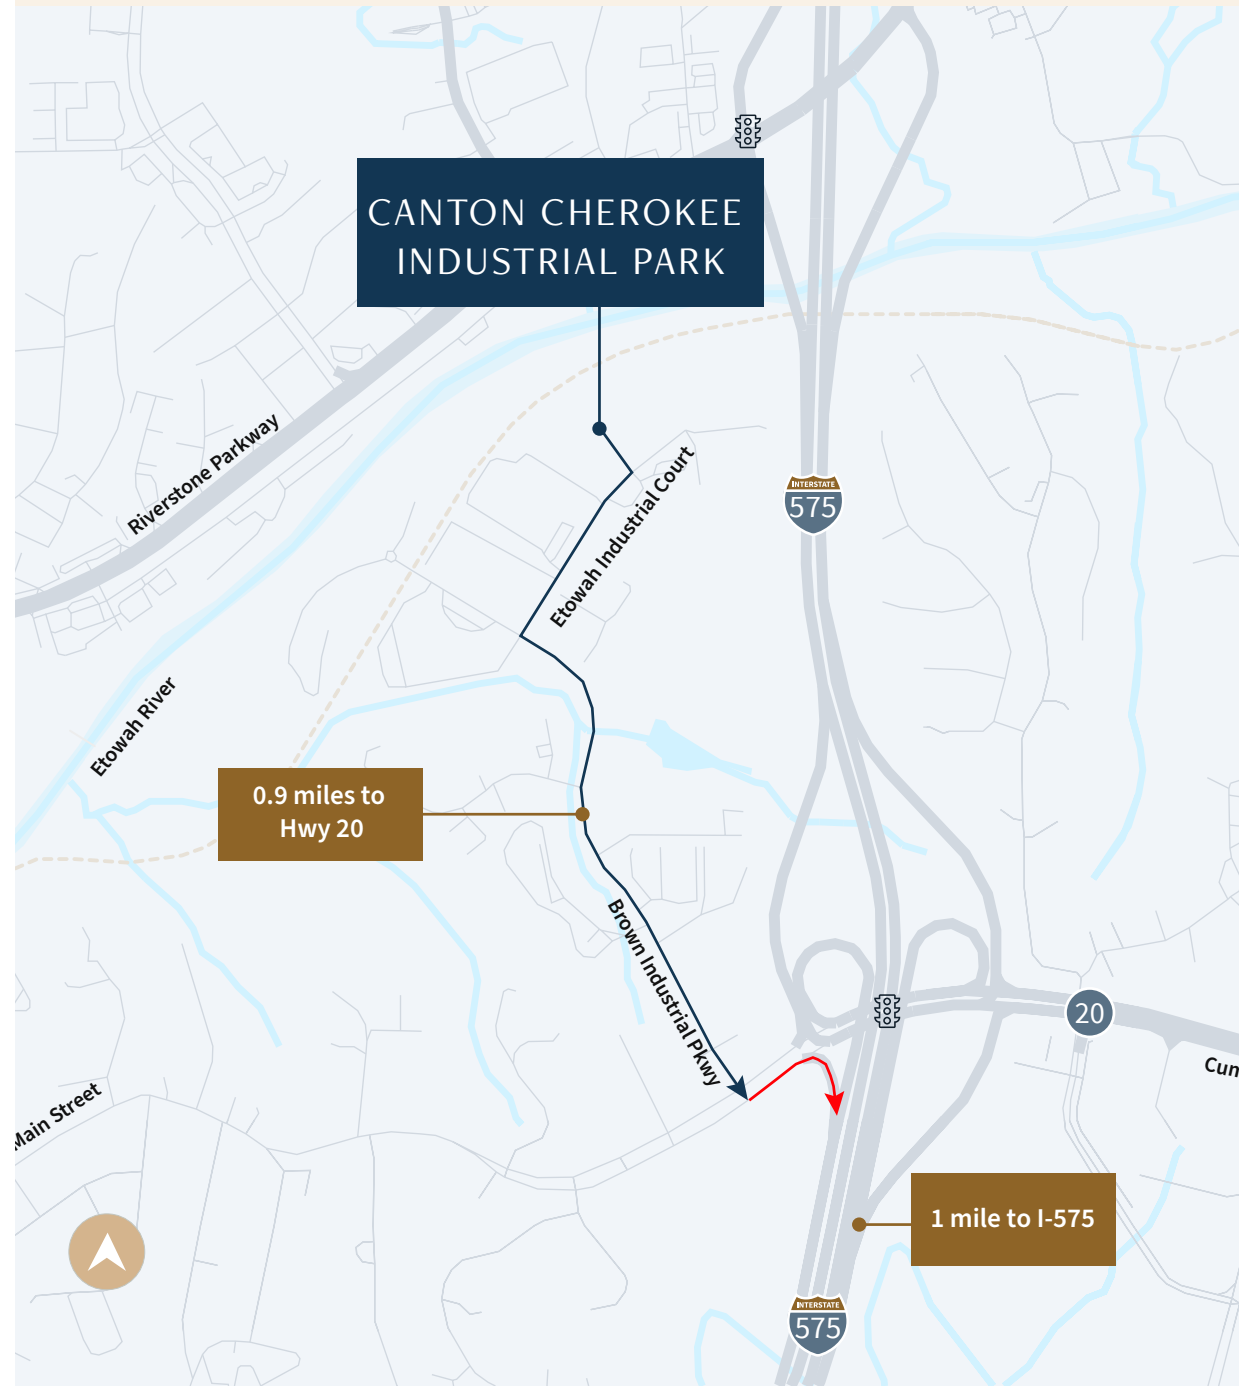 CANTON CHEROKEE
INDUSTRIAL PARK
Riverstone Parkway
Etowah Industrial Court
INTERSTATE
575
Etowah River
0.9 miles to
Hwy 20
Brown Industrial Pkwy
20
Cum
Main Street
1 mile to I-575
INTERSTATE
575